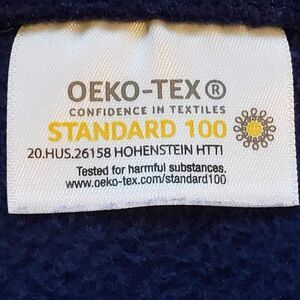 OEKO-TEX®
CONFIDENCE IN TEXTILES
STANDARD 100
20.HUS.26158 HOHENSTEIN HTTI
Tested for harmful substances.
www.oeko-tex.com/standard100